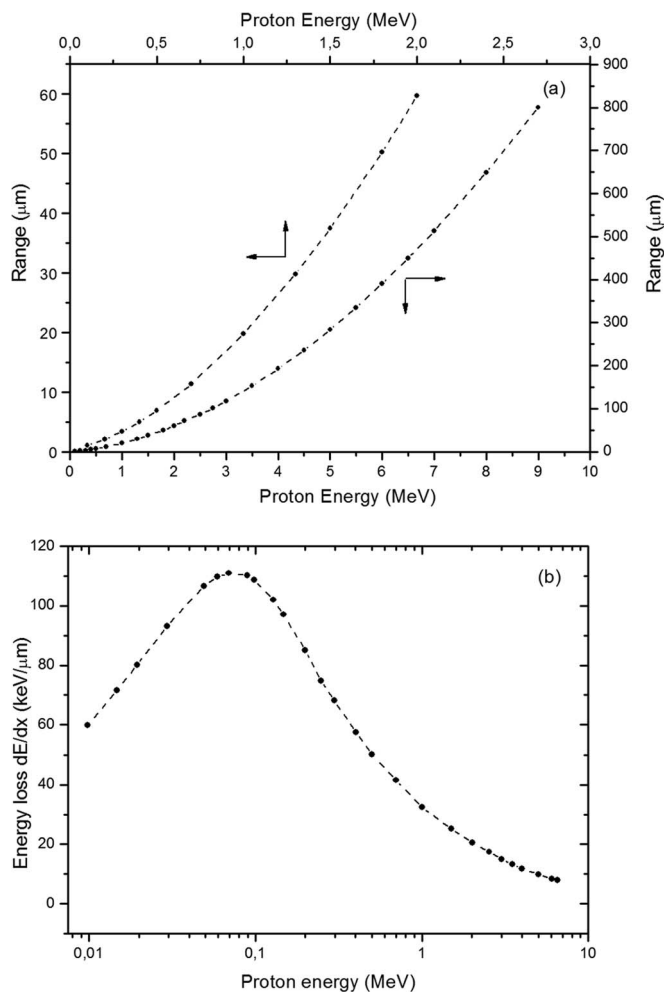 Proton Energy (MeV)
0,0 0,5 1,0 1,5 2,0 2,5 3,0
(a)
60
50
40
30
20
10
0
Range (μm)
900
800
700
600
500
400
300
200
100
0
Range (μm)
0 1 2 3 4 5 6 7 8 9 10
Proton Energy (MeV)
(b)
120
100
80
60
40
20
0
Energy loss dE/dx (keV/μm)
0,01 0,1 1 10
Proton energy (MeV)